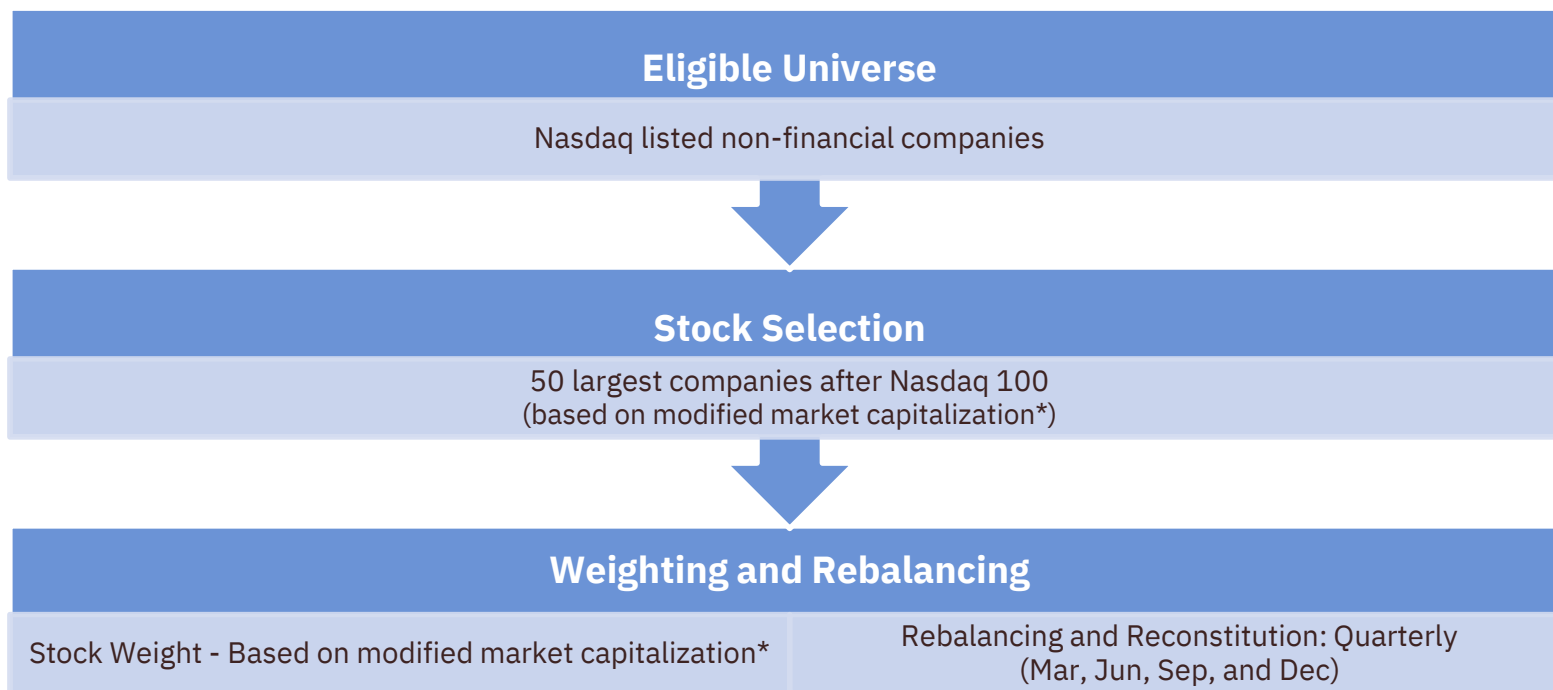 Eligible Universe
Nasdaq listed non-financial companies
Stock Selection
50 largest companies after Nasdaq 100
(based on modified market capitalization*)
Weighting and Rebalancing
Stock Weight - Based on modified market capitalization*
Rebalancing and Reconstitution: Quarterly
(Mar, Jun, Sep, and Dec)